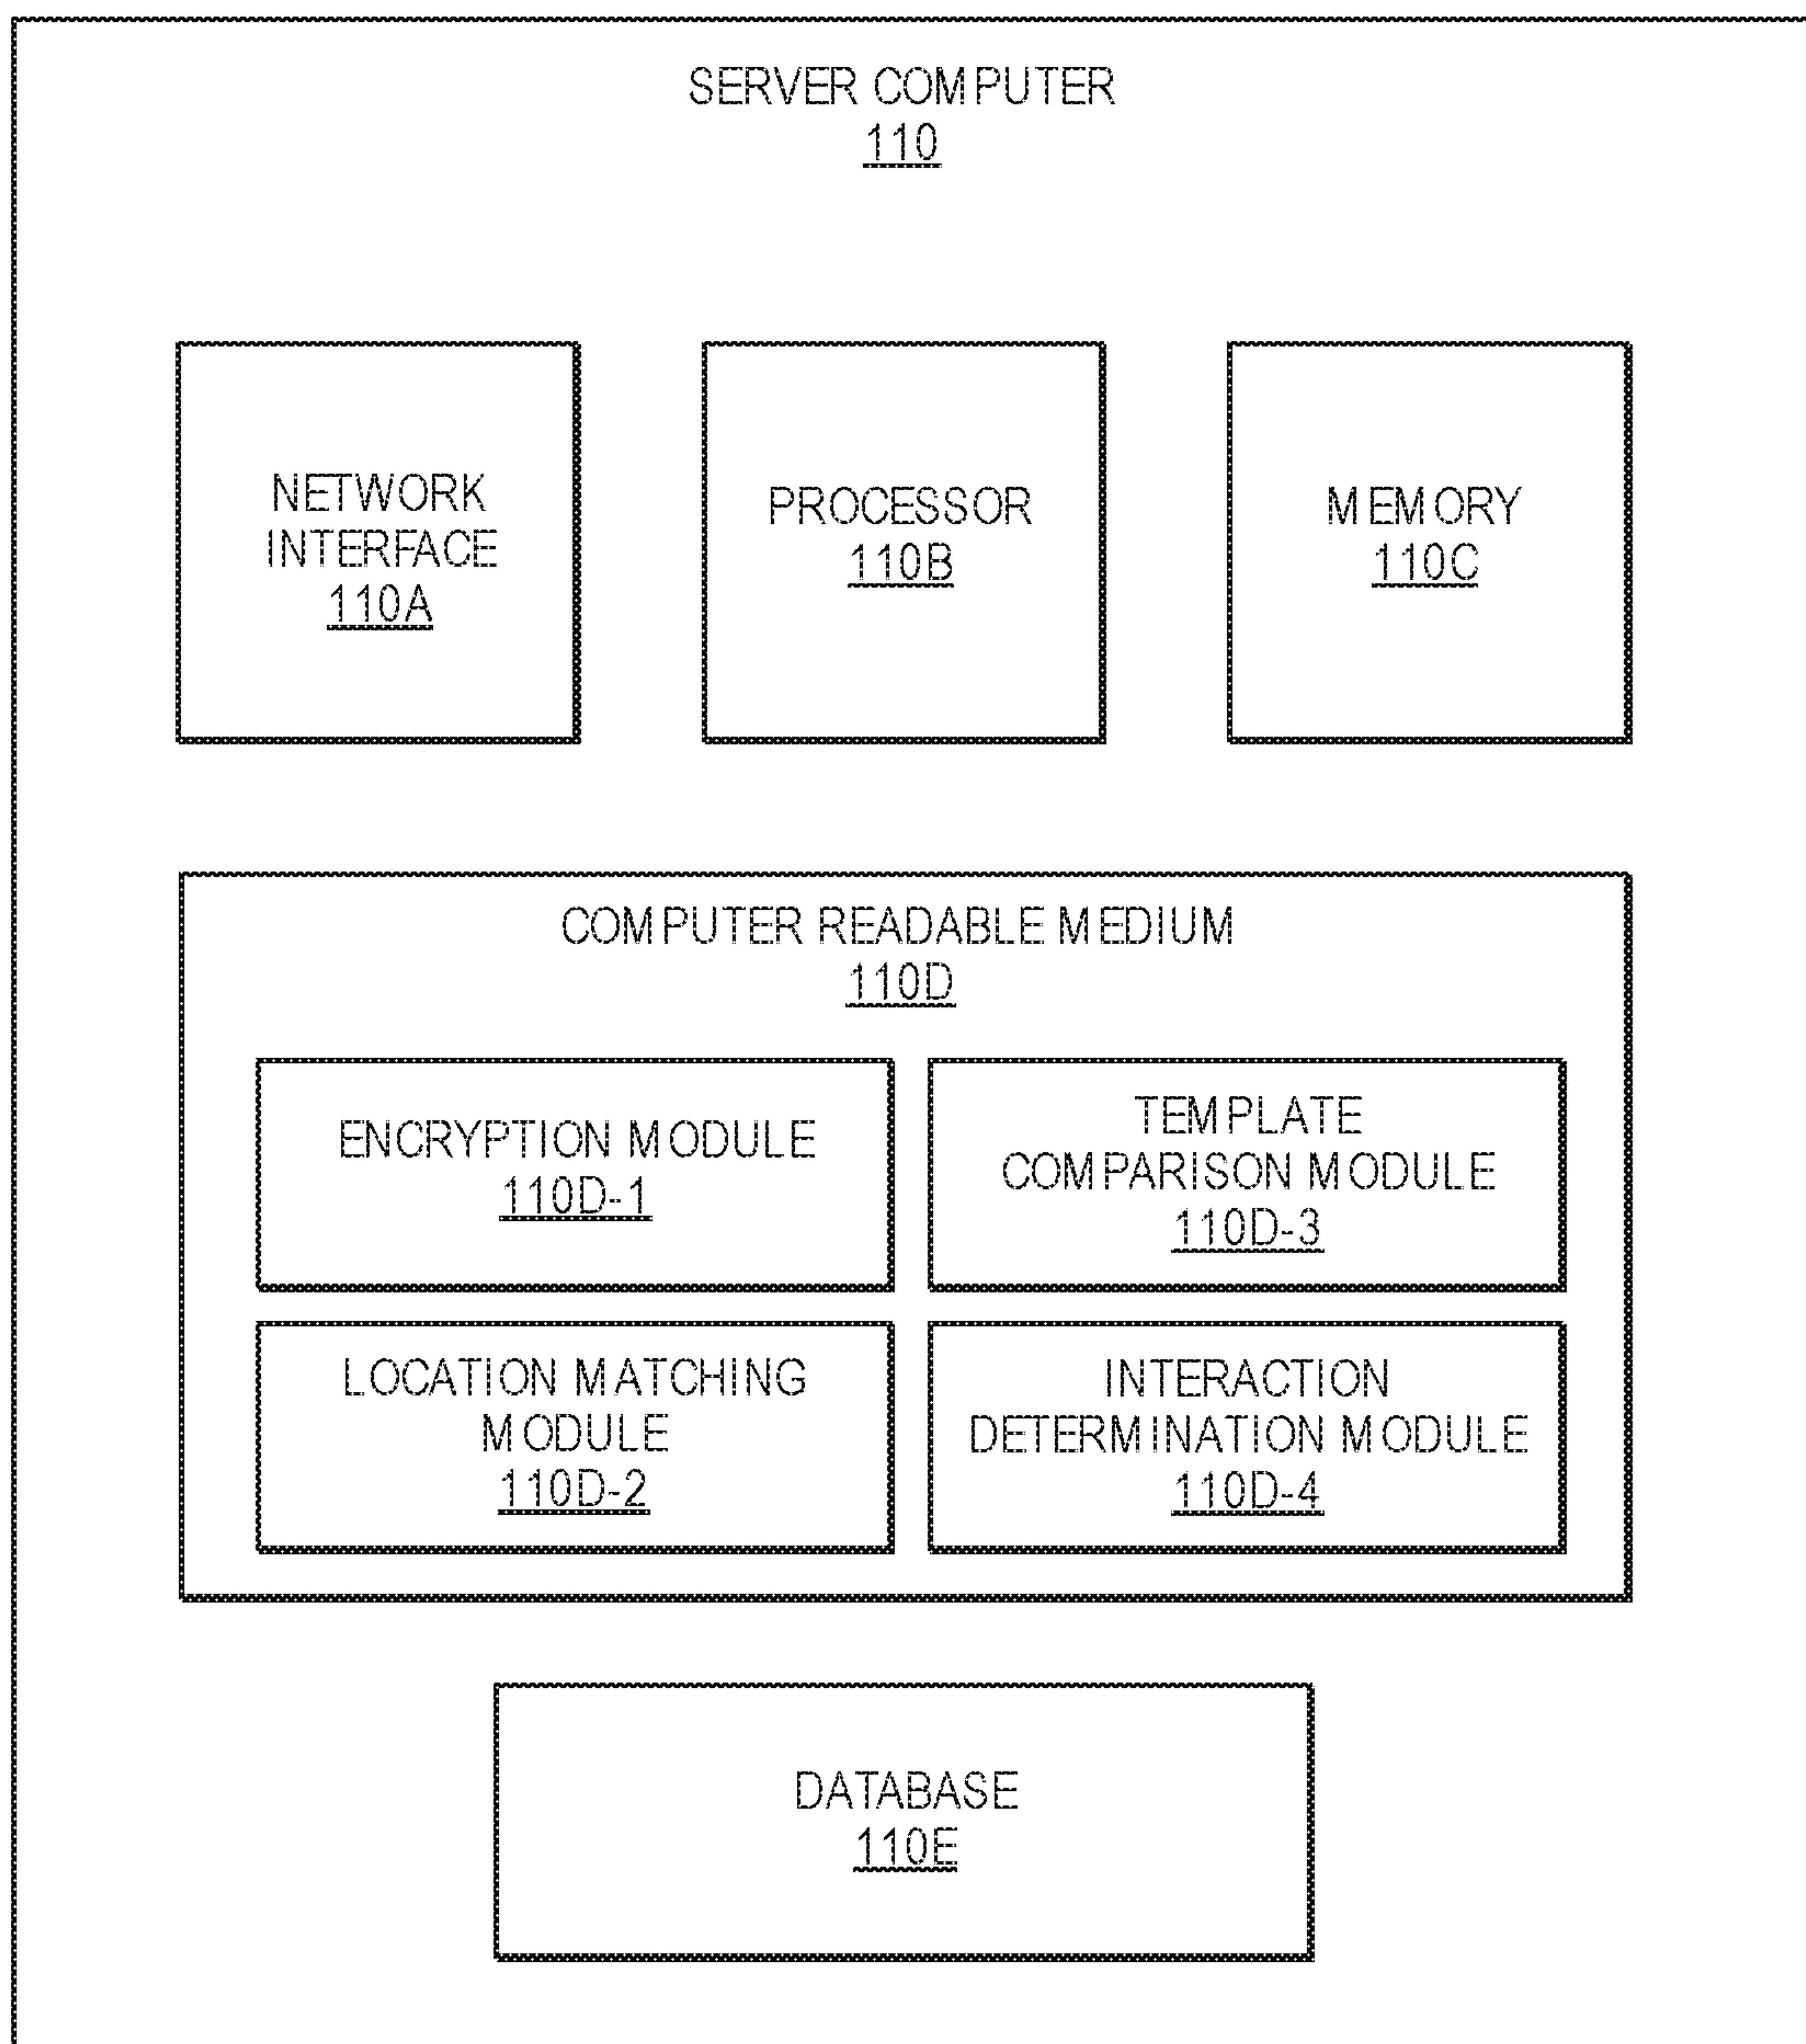 SERVER COMPUTER
110
NETWORK
INTERFACE
110A
PROCESSOR
110B
MEMORY
110C
COMPUTER READABLE MEDIUM
110D
ENCRYPTION MODULE
110D-1
TEMPLATE
COMPARISON MODULE
110D-3
LOCATION MATCHING
MODULE
110D-2
INTERACTION
DETERMINATION MODULE
110D-4
DATABASE
110E